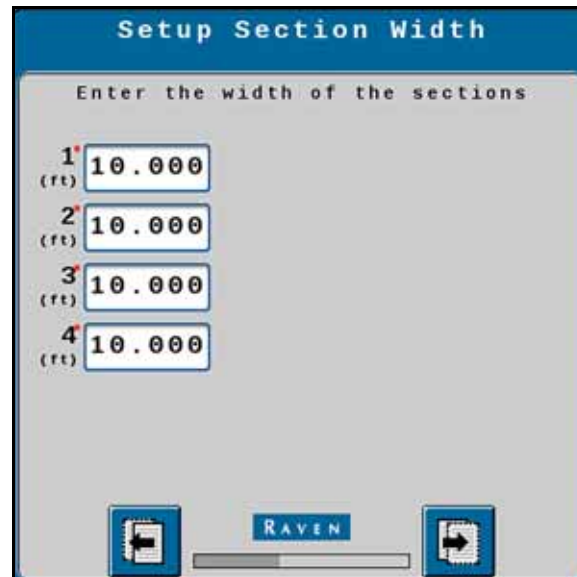 Setup Section Width
Enter the width of the sections
1* 10.000
(ft)
2* 10.000
(ft)
3* 10.000
(ft)
4* 10.000
(ft)
RAVEN